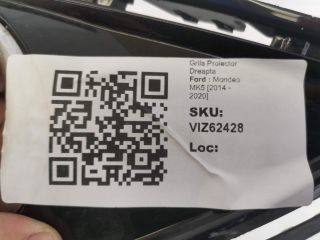 Grila Proiector
Dreapta
Ford : Mondeo
MK5 [2014 -
2020]
SKU:
VIZ62428
Loc: